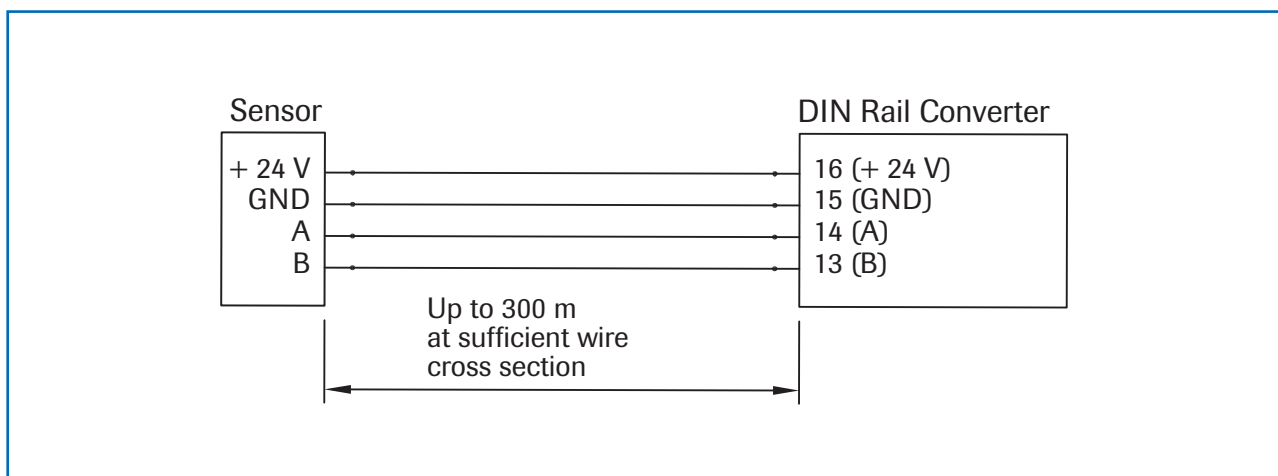 Sensor
DIN Rail Converter
+ 24 V
GND
A
B
16 (+ 24 V)
15 (GND)
14 (A)
13 (B)
Up to 300 m
at sufficient wire
cross section